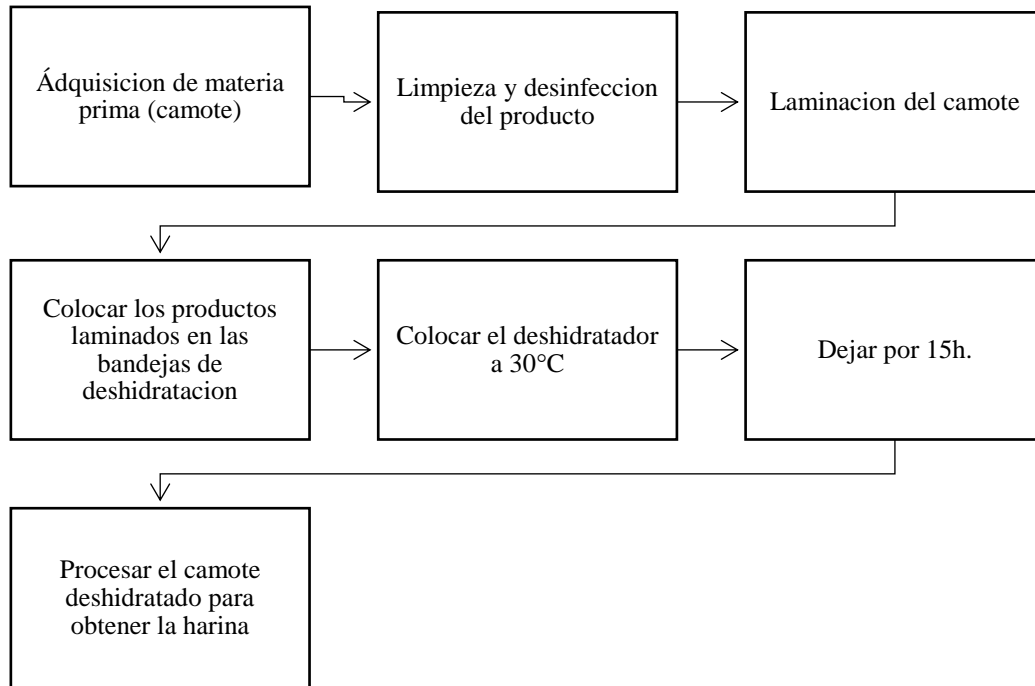 Ádquisicion de materia
prima (camote)
Limpieza y desinfeccion
del producto
Laminacion del camote
Colocar los productos
laminados en las
bandejas de
deshidratacion
Colocar el deshidratador
a 30°C
Dejar por 15h.
Procesar el camote
deshidratado para
obtener la harina